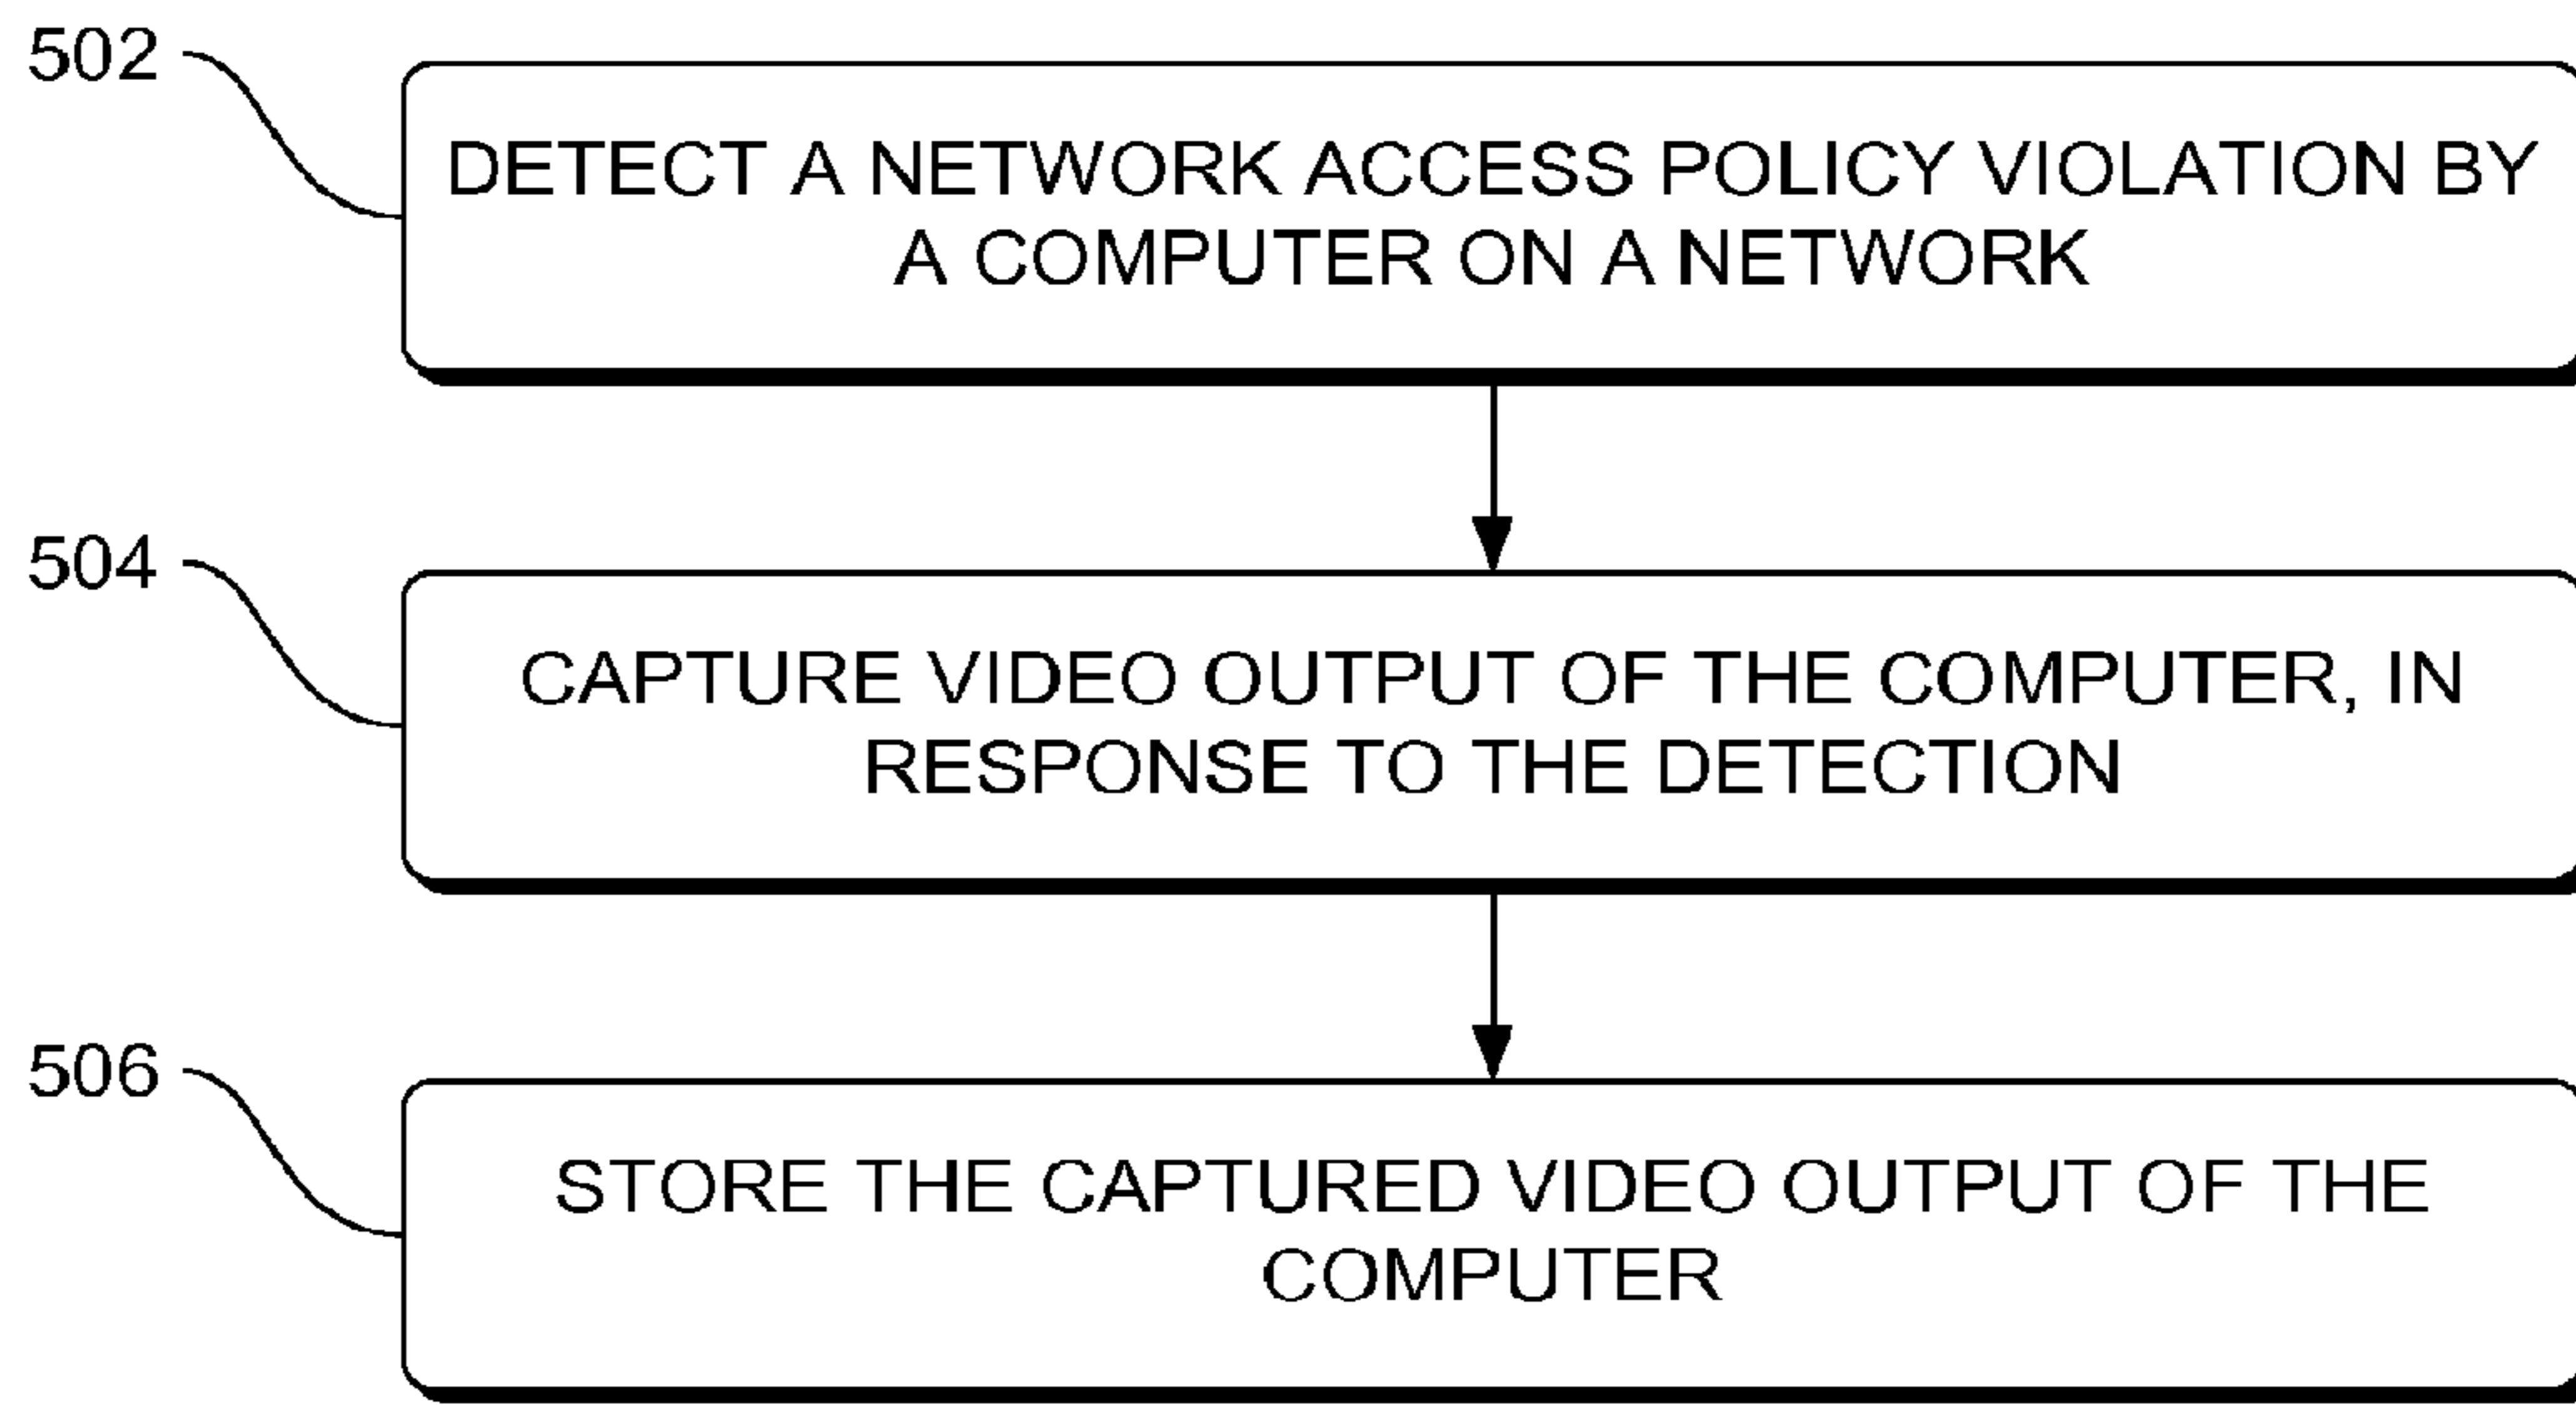 502
DETECT A NETWORK ACCESS POLICY VIOLATION BY
A COMPUTER ON A NETWORK
504
CAPTURE VIDEO OUTPUT OF THE COMPUTER, IN
RESPONSE TO THE DETECTION
506
STORE THE CAPTURED VIDEO OUTPUT OF THE
COMPUTER